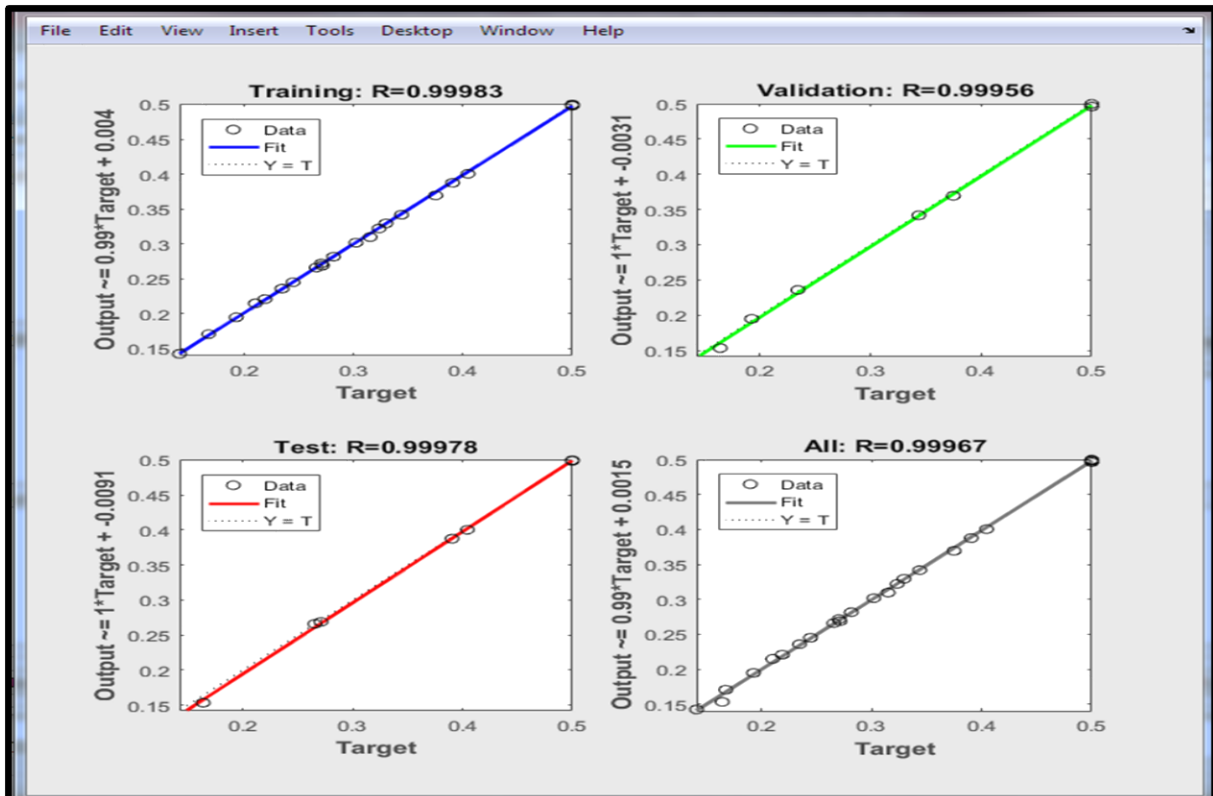 File Edit View Insert Tools Desktop Window Help
Training: R=0.99983
Output ~= 0.99*Target + 0.004
0.5
0.45
0.4
0.35
0.3
0.25
0.2
0.15
Data
Fit
Y = T
0.2 0.3 0.4 0.5
Target
Validation: R=0.99956
Output ~= 1*Target + -0.0031
0.5
0.45
0.4
0.35
0.3
0.25
0.2
0.15
Data
Fit
Y = T
0.2 0.3 0.4 0.5
Target
Test: R=0.99978
Output ~= 1*Target + -0.0091
0.5
0.45
0.4
0.35
0.3
0.25
0.2
0.15
Data
Fit
Y = T
0.2 0.3 0.4 0.5
Target
All: R=0.99967
Output ~= 0.99*Target + 0.0015
0.5
0.45
0.4
0.35
0.3
0.25
0.2
0.15
Data
Fit
Y = T
0.2 0.3 0.4 0.5
Target